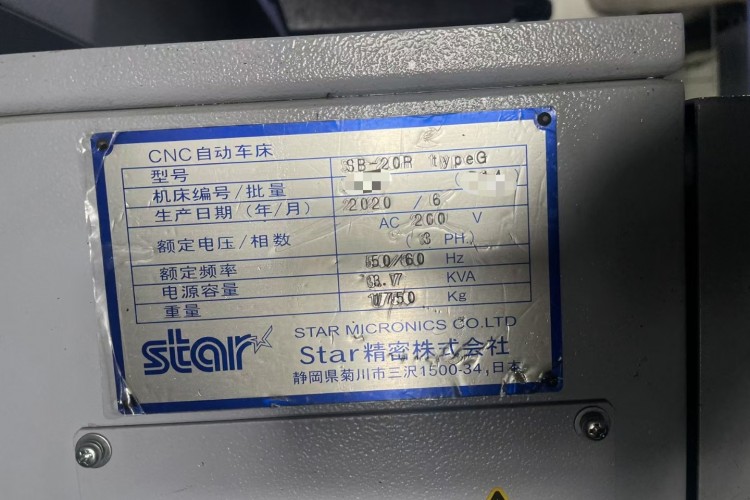 CNC自动车床
型号 SB-20R typeG
机床编号/批量
生产日期(年/月) 2020 / 6
额定电压/相数 AC 200 V
( 3 PH.)
额定频率 50/60 Hz
电源容量 KVA
重量 1750 Kg
star
STAR MICRONICS CO.LTD
Star精密株式会社
静岡県菊川市三沢1500-34,日本